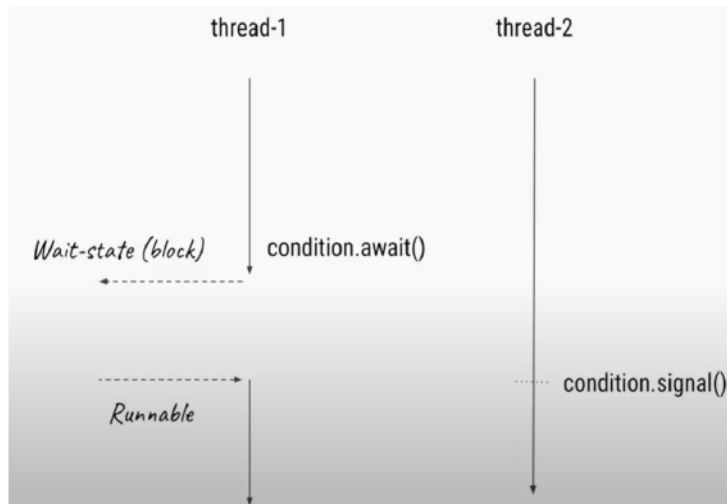 thread-1
thread-2
Wait-state (block)
condition.await()
condition.signal()
Runnable